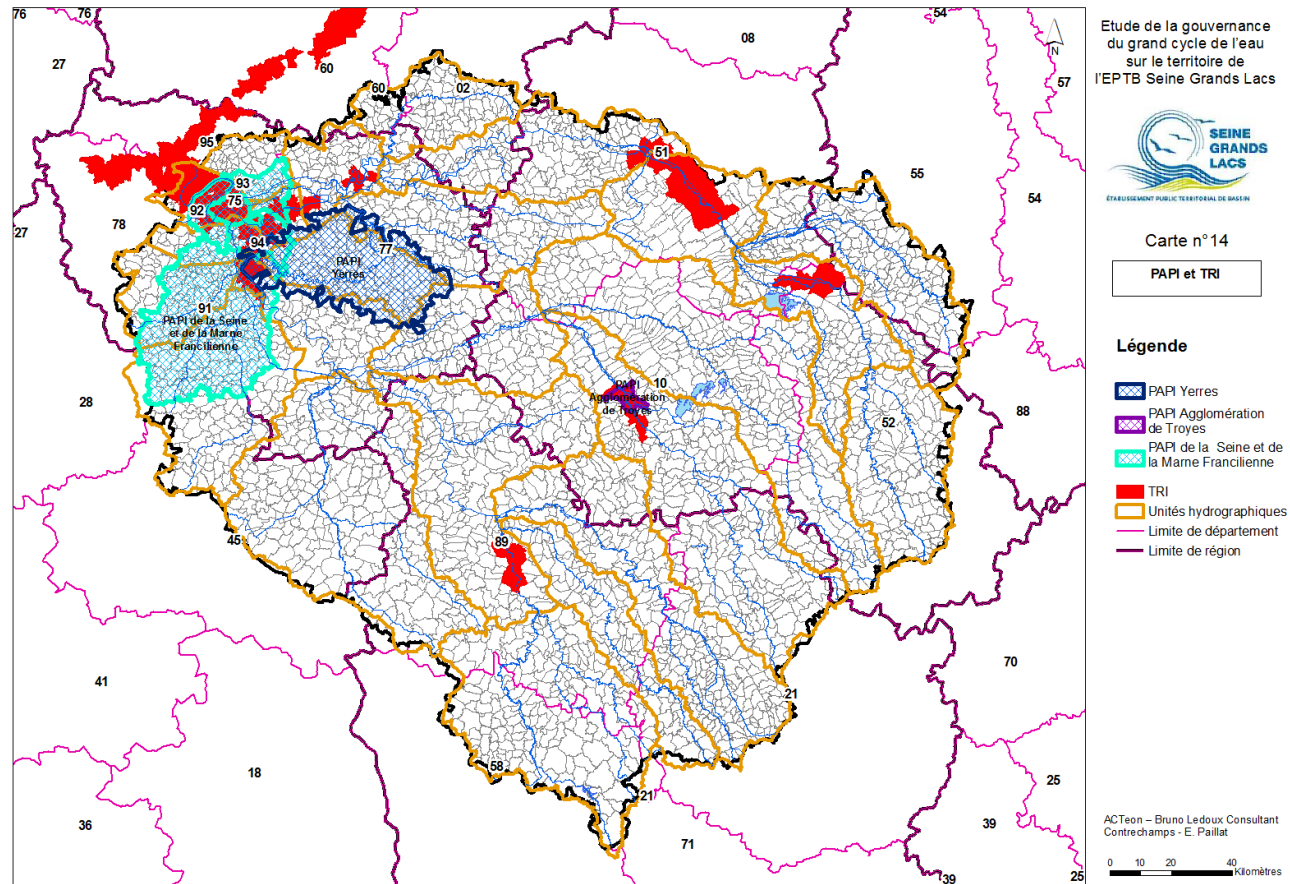 76
76
54
27
08
60
57
60
02
95
51
55
93
75
54
92
27
78
94
77
PAPI
Yerres
91
PAPI de la Seine
et de la Marne
Francilienne
28
10
PAPI
Agglomération
de Troyes
88
52
45
89
70
41
21
58
18
21
25
36
39
71
39
25
N
Etude de la gouvernance
du grand cycle de l'eau
sur le territoire de
l'EPTB Seine Grands Lacs
SEINE
GRANDS
LACS
ÉTABLISSEMENT PUBLIC TERRITORIAL DE BASSIN
Carte n°14
PAPI et TRI
Légende
PAPI Yerres
PAPI Agglomération
de Troyes
PAPI de la Seine et de
la Marne Francilienne
TRI
Unités hydrographiques
Limite de département
Limite de région
ACTeon – Bruno Ledoux Consultant
Contrechamps - E. Paillat
0 10 20 40
Kilomètres